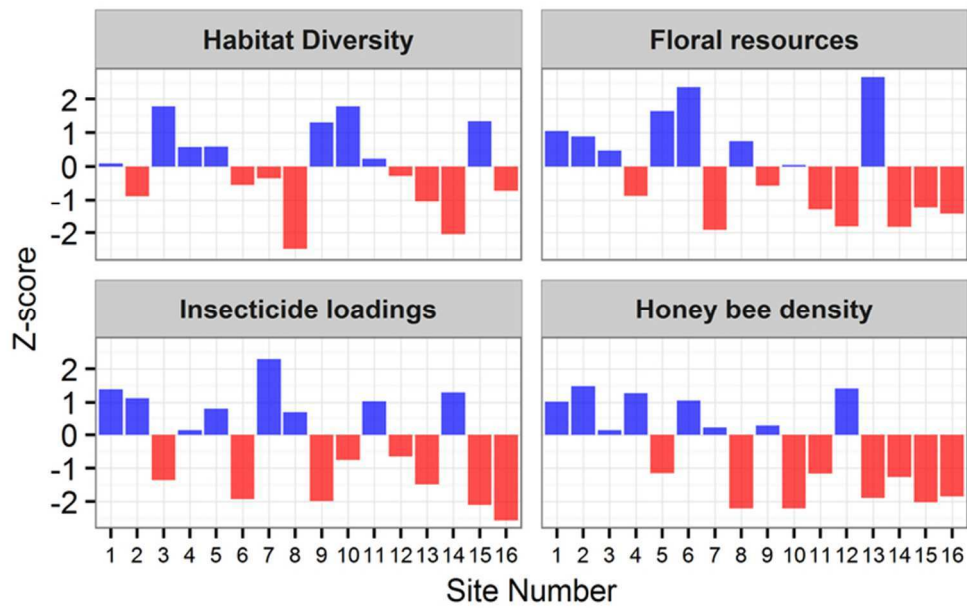 Habitat Diversity
Floral resources
2
1
0
-1
-2
Z-score
Insecticide loadings
Honey bee density
2
1
0
-1
-2
1 2 3 4 5 6 7 8 9 10 11 12 13 14 15 16
1 2 3 4 5 6 7 8 9 10 11 12 13 14 15 16
Site Number